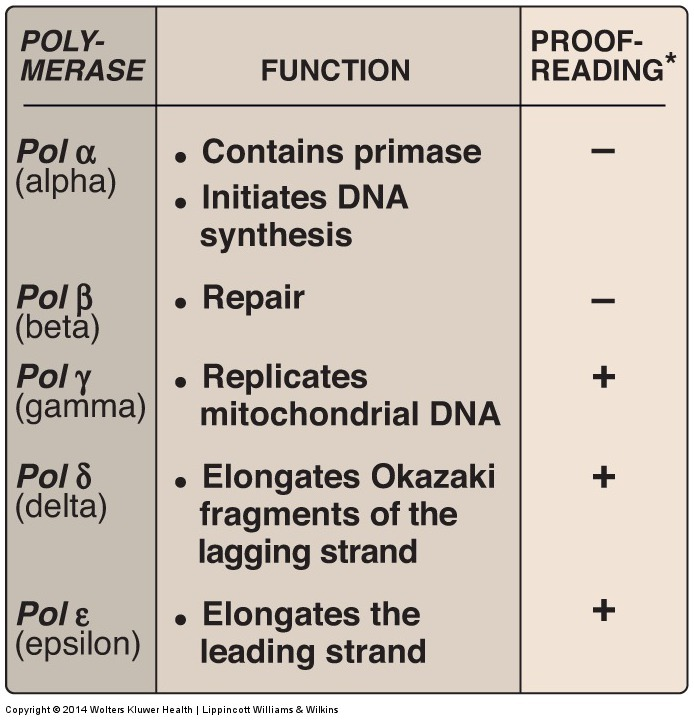 POLY-
MERASE
FUNCTION
PROOF-
READING*
Pol α
(alpha)
• Contains primase
• Initiates DNA
synthesis
–
Pol β
(beta)
• Repair
–
Pol γ
(gamma)
• Replicates
mitochondrial DNA
+
Pol δ
(delta)
• Elongates Okazaki
fragments of the
lagging strand
+
Pol ε
(epsilon)
• Elongates the
leading strand
+
Copyright © 2014 Wolters Kluwer Health | Lippincott Williams & Wilkins